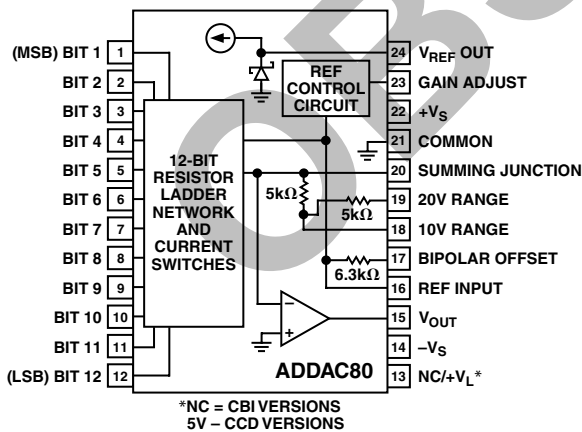 (MSB) BIT 1 1
BIT 2 2
BIT 3 3
BIT 4 4
BIT 5 5
BIT 6 6
BIT 7 7
BIT 8 8
BIT 9 9
BIT 10 10
BIT 11 11
(LSB) BIT 12 12
12-BIT
RESISTOR
LADDER
NETWORK
AND
CURRENT
SWITCHES
REF
CONTROL
CIRCUIT
5kΩ
5kΩ
6.3kΩ
–
+
ADDAC80
24 VREF OUT
23 GAIN ADJUST
22 +VS
21 COMMON
20 SUMMING JUNCTION
19 20V RANGE
18 10V RANGE
17 BIPOLAR OFFSET
16 REF INPUT
15 VOUT
14 –VS
13 NC/+VL*
*NC = CBI VERSIONS
5V – CCD VERSIONS